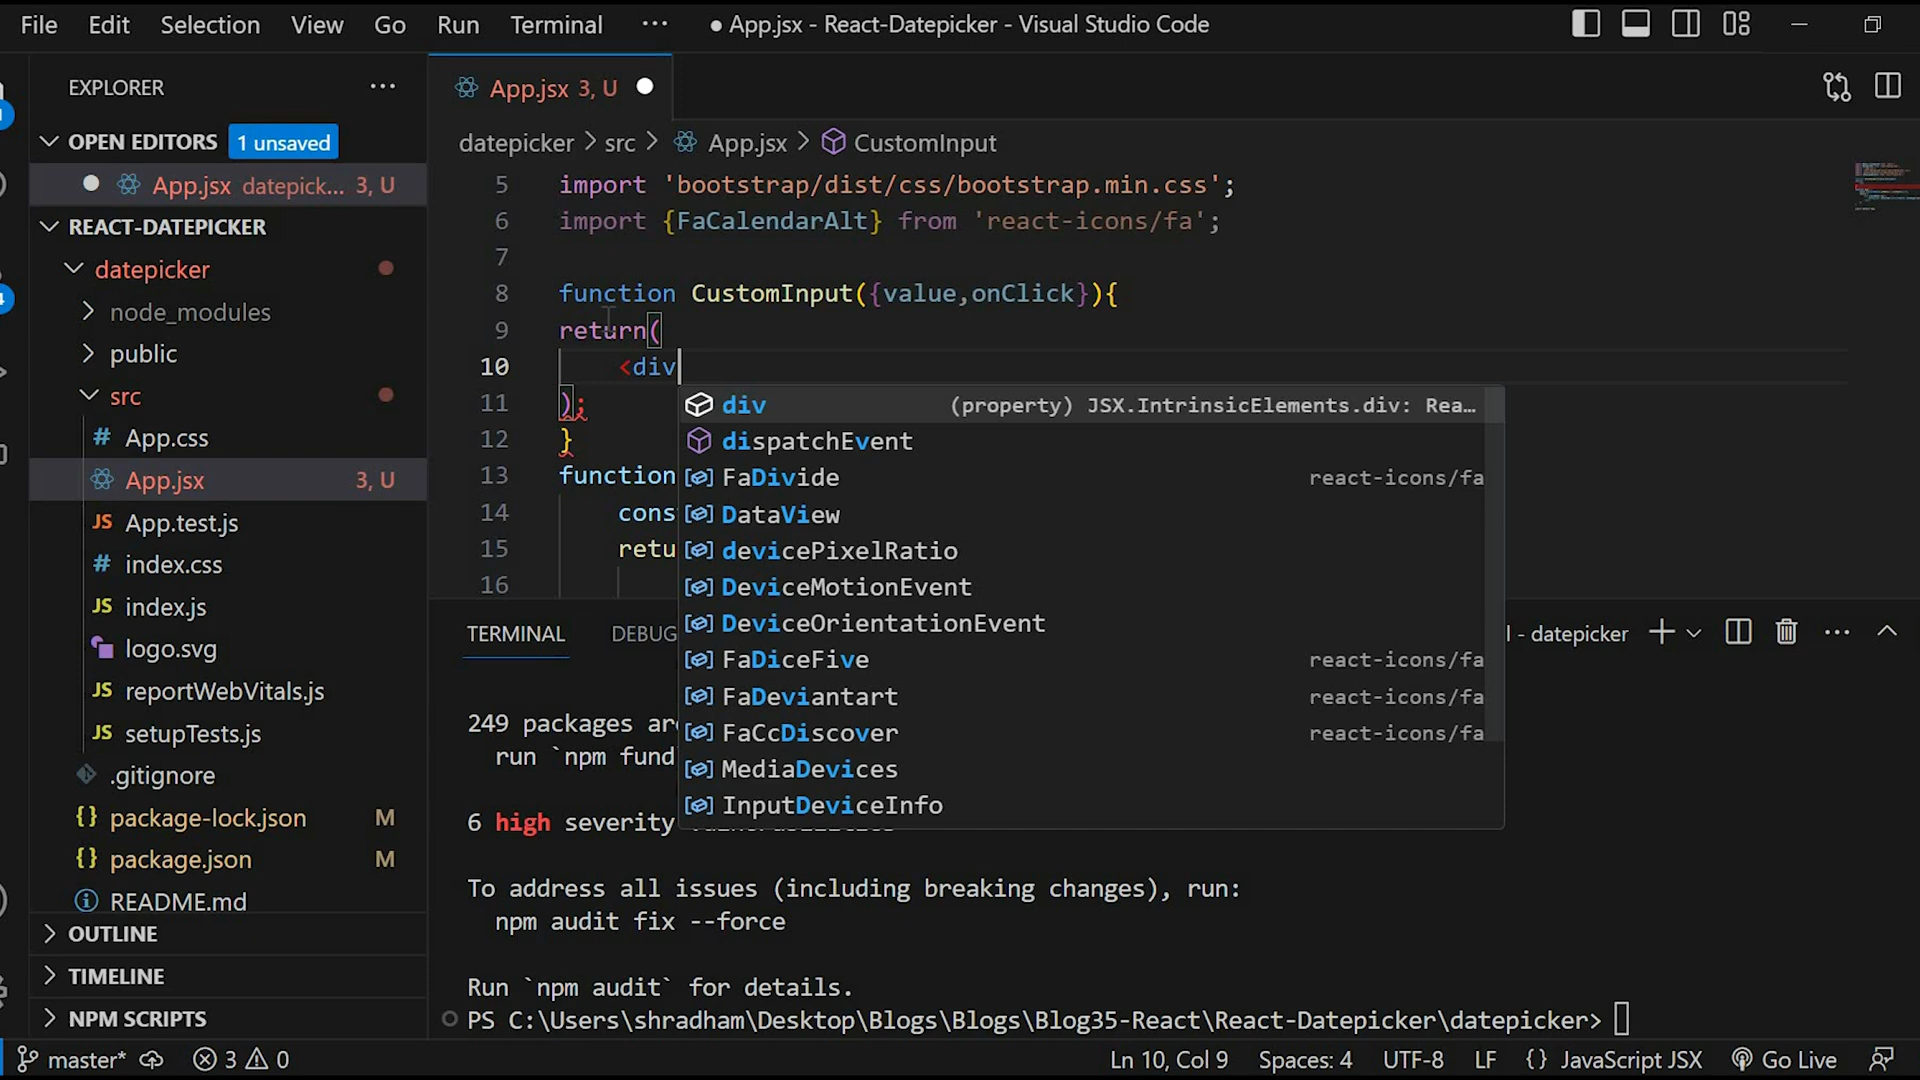 File Edit Selection View Go Run Terminal ··· ● App.jsx - React-Datepicker - Visual Studio Code
EXPLORER ···
App.jsx 3, U
OPEN EDITORS 1 unsaved
datepicker > src > App.jsx > CustomInput
App.jsx datepick... 3, U
REACT-DATEPICKER
datepicker
node_modules
public
src
App.css
App.jsx 3, U
App.test.js
index.css
index.js
logo.svg
reportWebVitals.js
setupTests.js
.gitignore
package-lock.json M
package.json M
README.md
OUTLINE
TIMELINE
NPM SCRIPTS
5 import 'bootstrap/dist/css/bootstrap.min.css';
6 import {FaCalendarAlt} from 'react-icons/fa';
7
8 function CustomInput({value,onClick}){
9 return(
10 <div
11 );
12 }
13 function
14 cons
15 retu
16
div (property) JSX.IntrinsicElements.div: Rea…
dispatchEvent
FaDivide react-icons/fa
DataView
devicePixelRatio
DeviceMotionEvent
DeviceOrientationEvent
FaDiceFive react-icons/fa
FaDeviantart react-icons/fa
FaCcDiscover react-icons/fa
MediaDevices
InputDeviceInfo
TERMINAL DEBUG l - datepicker
249 packages are
run `npm fund
6 high severity
To address all issues (including breaking changes), run:
npm audit fix --force
Run `npm audit` for details.
PS C:\Users\shradham\Desktop\Blogs\Blogs\Blog35-React\React-Datepicker\datepicker>
master* 3 0 Ln 10, Col 9 Spaces: 4 UTF-8 LF {} JavaScript JSX Go Live